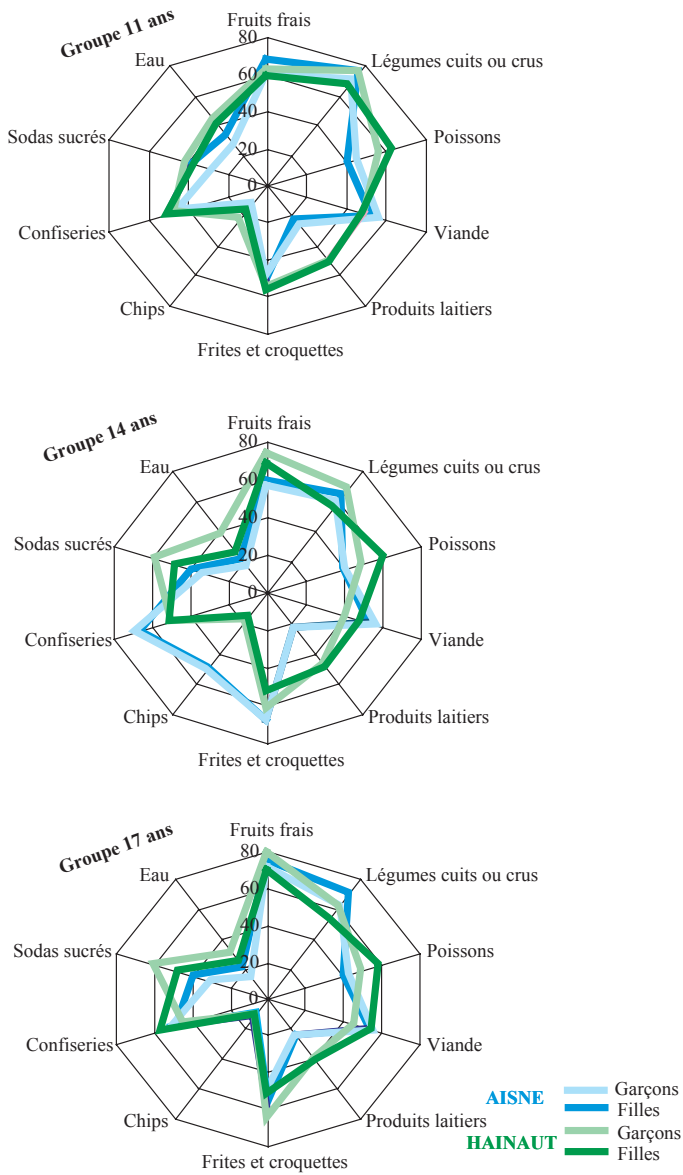 Groupe 11 ans
Fruits frais
80
Eau
Légumes cuits ou crus
60
40
Sodas sucrés
Poissons
20
0
Confiseries
Viande
Chips
Produits laitiers
Frites et croquettes
Groupe 14 ans
Fruits frais
80
Eau
Légumes cuits ou crus
60
40
Sodas sucrés
Poissons
20
0
Confiseries
Viande
Chips
Produits laitiers
Frites et croquettes
Groupe 17 ans
Fruits frais
80
Eau
Légumes cuits ou crus
60
40
Sodas sucrés
Poissons
20
0
Confiseries
Viande
Chips
Produits laitiers
Frites et croquettes
AISNE
Garçons
Filles
HAINAUT
Garçons
Filles